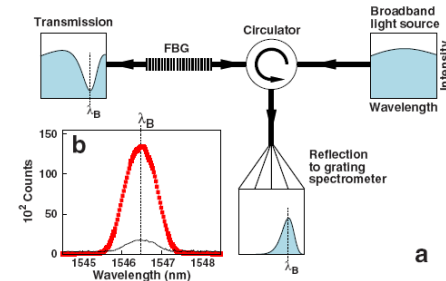 Transmission
FBG
Circulator
Broadband
light source
Intensity
Wavelength
λB
Reflection
to grating
spectrometer
λB
a
b
λB
10² Counts
150
100
50
0
1545 1546 1547 1548
Wavelength (nm)